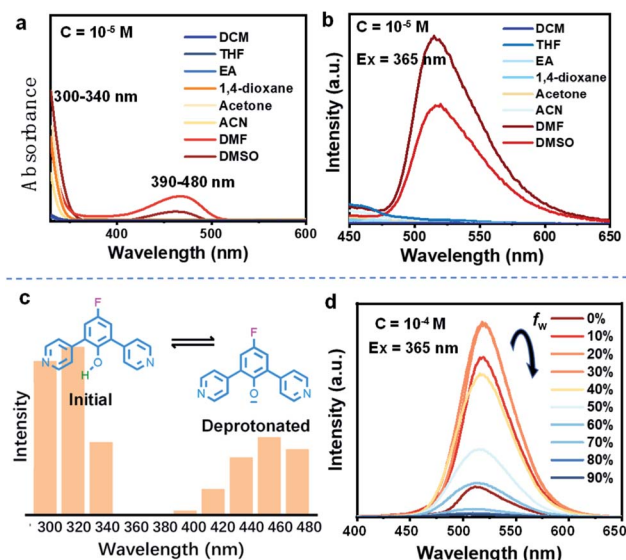 a
C = 10⁻⁵ M
DCM
THF
EA
1,4-dioxane
Acetone
ACN
DMF
DMSO
300-340 nm
390-480 nm
Absorbance
400 500 600
Wavelength (nm)
b
C = 10⁻⁵ M
Ex = 365 nm
DCM
THF
EA
1,4-dioxane
Acetone
ACN
DMF
DMSO
Intensity (a.u.)
450 500 550 600 650
Wavelength (nm)
c
F
N
N
H
O
Initial
F
N
N
O
Deprotonated
Intensity
300 320 340 360 380 400 420 440 460 480
Wavelength (nm)
d
C = 10⁻⁴ M
Ex = 365 nm
fw
0%
10%
20%
30%
40%
50%
60%
70%
80%
90%
Intensity (a.u.)
400 450 500 550 600 650
Wavelength (nm)